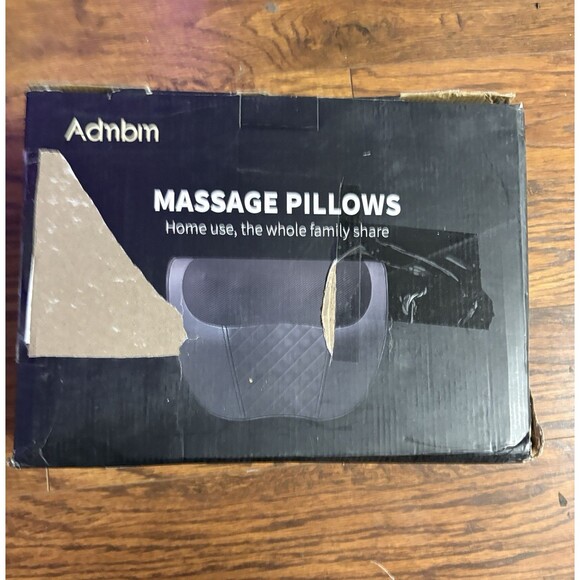 Admbm
MASSAGE PILLOWS
Home use, the whole family share